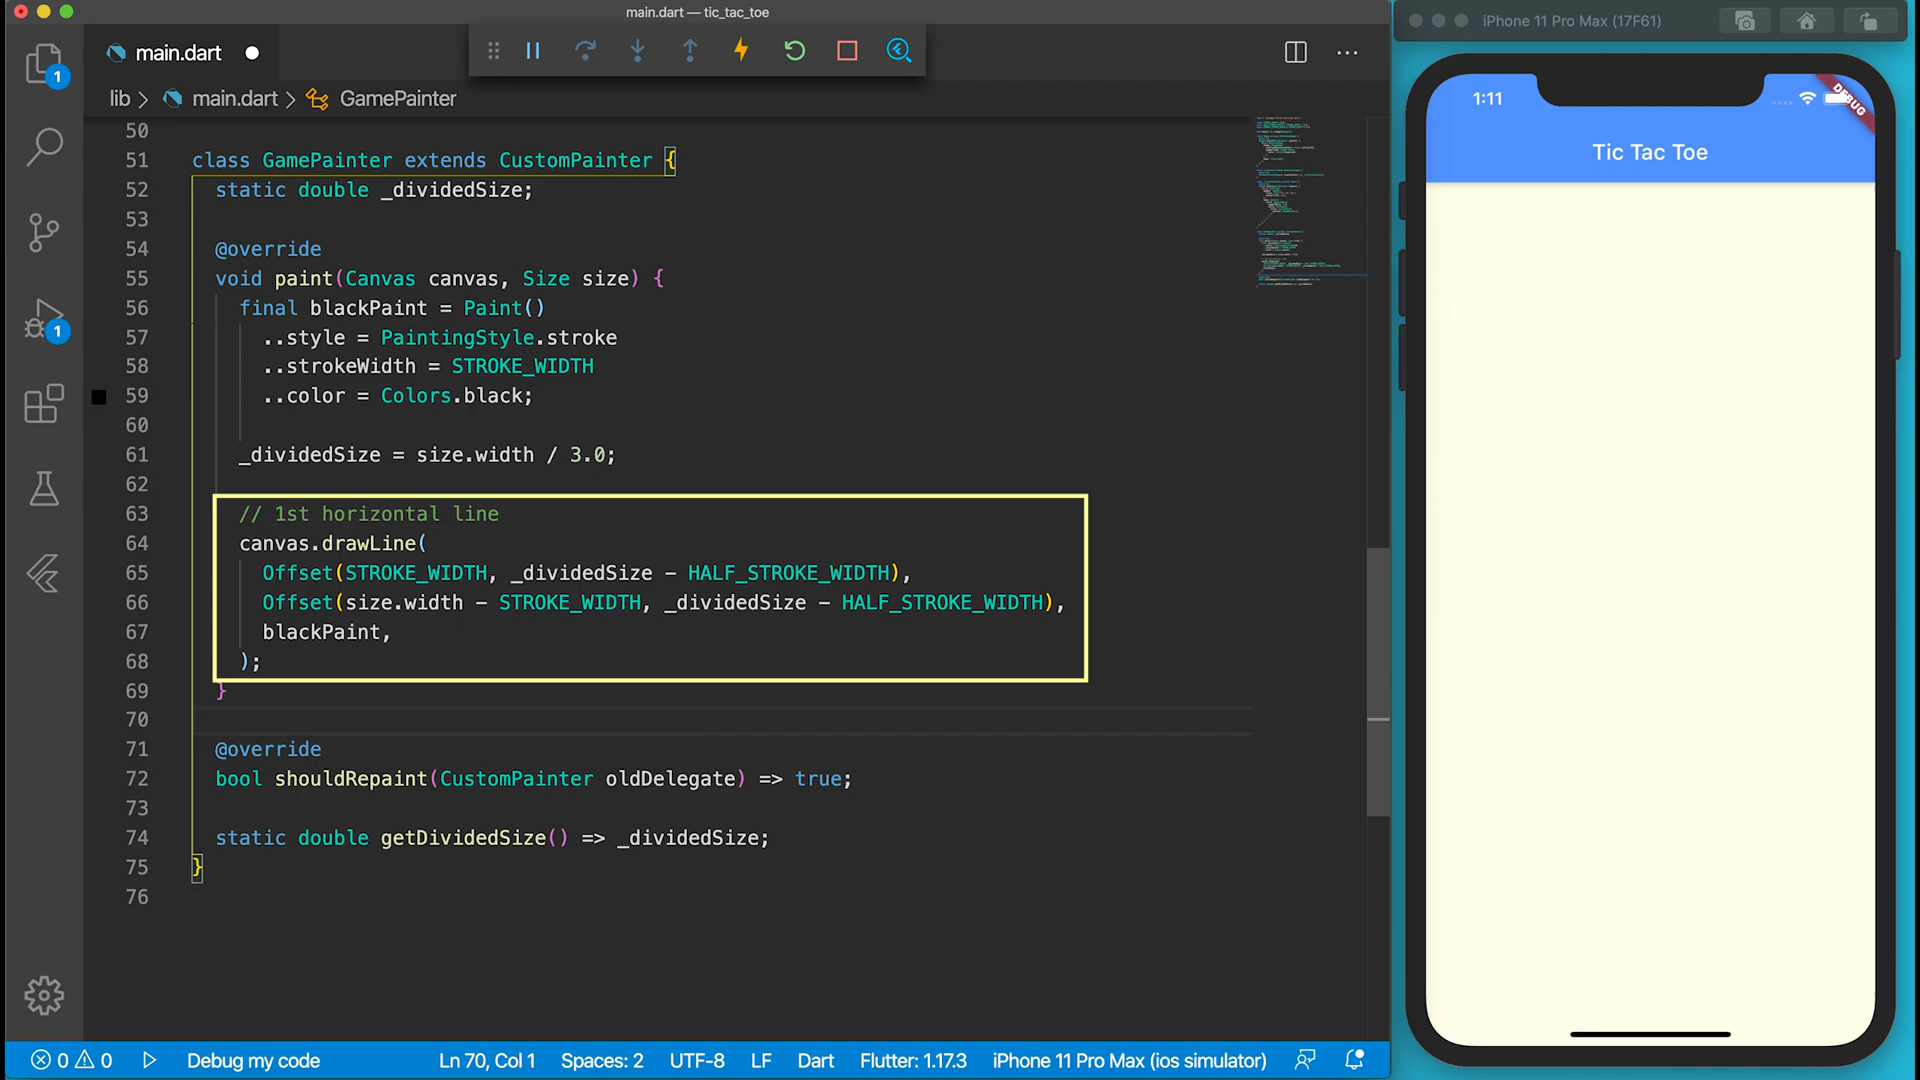 main.dart — tic_tac_toe
main.dart
lib > main.dart > GamePainter
50
51 class GamePainter extends CustomPainter {
52 static double _dividedSize;
53
54 @override
55 void paint(Canvas canvas, Size size) {
56 final blackPaint = Paint()
57 ..style = PaintingStyle.stroke
58 ..strokeWidth = STROKE_WIDTH
59 ..color = Colors.black;
60
61 _dividedSize = size.width / 3.0;
62
63 // 1st horizontal line
64 canvas.drawLine(
65 Offset(STROKE_WIDTH, _dividedSize - HALF_STROKE_WIDTH),
66 Offset(size.width - STROKE_WIDTH, _dividedSize - HALF_STROKE_WIDTH),
67 blackPaint,
68 );
69 }
70
71 @override
72 bool shouldRepaint(CustomPainter oldDelegate) => true;
73
74 static double getDividedSize() => _dividedSize;
75 }
76
1
1
0 0 Debug my code Ln 70, Col 1 Spaces: 2 UTF-8 LF Dart Flutter: 1.17.3 iPhone 11 Pro Max (ios simulator)
iPhone 11 Pro Max (17F61)
1:11
DEBUG
Tic Tac Toe